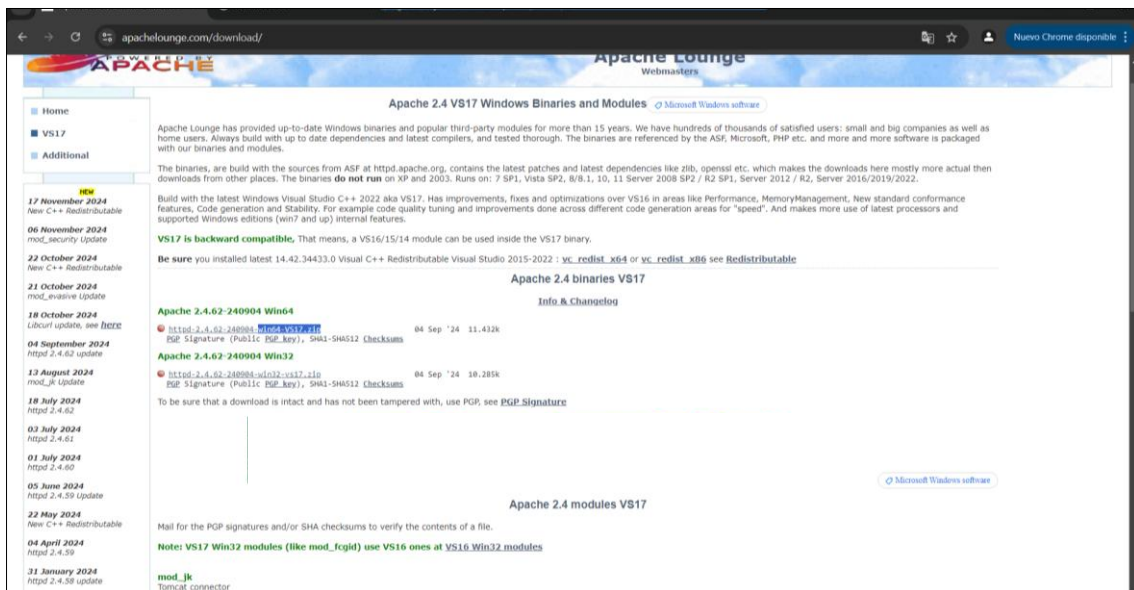 apachelounge.com/download/
Nuevo Chrome disponible
POWERED BY
APACHE
Apache Lounge
Webmasters
Home
VS17
Additional
NEW
17 November 2024
New C++ Redistributable
06 November 2024
mod_security Update
22 October 2024
New C++ Redistributable
21 October 2024
mod_evasive Update
18 October 2024
Libcurl update, see here
04 September 2024
httpd 2.4.62 update
13 August 2024
mod_jk Update
18 July 2024
httpd 2.4.62
03 July 2024
httpd 2.4.61
01 July 2024
httpd 2.4.60
05 June 2024
httpd 2.4.59 Update
22 May 2024
New C++ Redistributable
04 April 2024
httpd 2.4.59
31 January 2024
httpd 2.4.58 update
Apache 2.4 VS17 Windows Binaries and Modules
Microsoft Windows software
Apache Lounge has provided up-to-date Windows binaries and popular third-party modules for more than 15 years. We have hundreds of thousands of satisfied users: small and big companies as well as
home users. Always build with up to date dependencies and latest compilers, and tested thorough. The binaries are referenced by the ASF, Microsoft, PHP etc. and more and more software is packaged
with our binaries and modules.
The binaries, are build with the sources from ASF at httpd.apache.org, contains the latest patches and latest dependencies like zlib, openssl etc. which makes the downloads here mostly more actual then
downloads from other places. The binaries do not run on XP and 2003. Runs on: 7 SP1, Vista SP2, 8/8.1, 10, 11 Server 2008 SP2 / R2 SP1, Server 2012 / R2, Server 2016/2019/2022.
Build with the latest Windows Visual Studio C++ 2022 aka VS17. Has improvements, fixes and optimizations over VS16 in areas like Performance, MemoryManagement, New standard conformance
features, Code generation and Stability. For example code quality tuning and improvements done across different code generation areas for "speed". And makes more use of latest processors and
supported Windows editions (win7 and up) internal features.
VS17 is backward compatible, That means, a VS16/15/14 module can be used inside the VS17 binary.
Be sure you installed latest 14.42.34433.0 Visual C++ Redistributable Visual Studio 2015-2022 : vc_redist_x64 or vc_redist_x86 see Redistributable
Apache 2.4 binaries VS17
Info & Changelog
Apache 2.4.62-240904 Win64
httpd-2.4.62-240904-win64-VS17.zip 04 Sep '24 11.432k
PGP Signature (Public PGP key), SHA1-SHA512 Checksums
Apache 2.4.62-240904 Win32
httpd-2.4.62-240904-win32-vs17.zip 04 Sep '24 10.285k
PGP Signature (Public PGP key), SHA1-SHA512 Checksums
To be sure that a download is intact and has not been tampered with, use PGP, see PGP Signature
Microsoft Windows software
Apache 2.4 modules VS17
Mail for the PGP signatures and/or SHA checksums to verify the contents of a file.
Note: VS17 Win32 modules (like mod_fcgid) use VS16 ones at VS16 Win32 modules
mod_jk
Tomcat connector